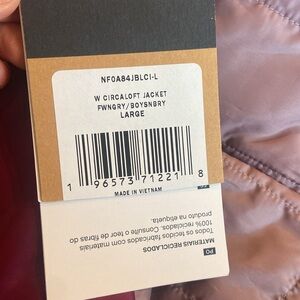 NF0A84JBLCI-L
W CIRCALOFT JACKET
FWNGRY/BOYSNBRY
LARGE
1 96573 71221 8
MADE IN VIETNAM
PO
MATERIAIS RECICLADOS
Todos os tecidos fabricados com materiais
100% reciclados. Consulte o teor de fibras do
produto na etiqueta.